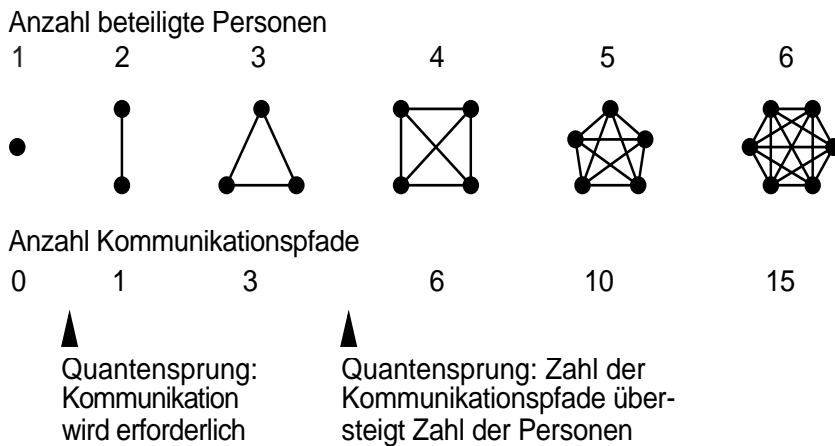 Anzahl beteiligte Personen
1 2 3 4 5 6
Anzahl Kommunikationspfade
0 1 3 6 10 15
Quantensprung:
Kommunikation
wird erforderlich
Quantensprung: Zahl der
Kommunikationspfade über-
steigt Zahl der Personen